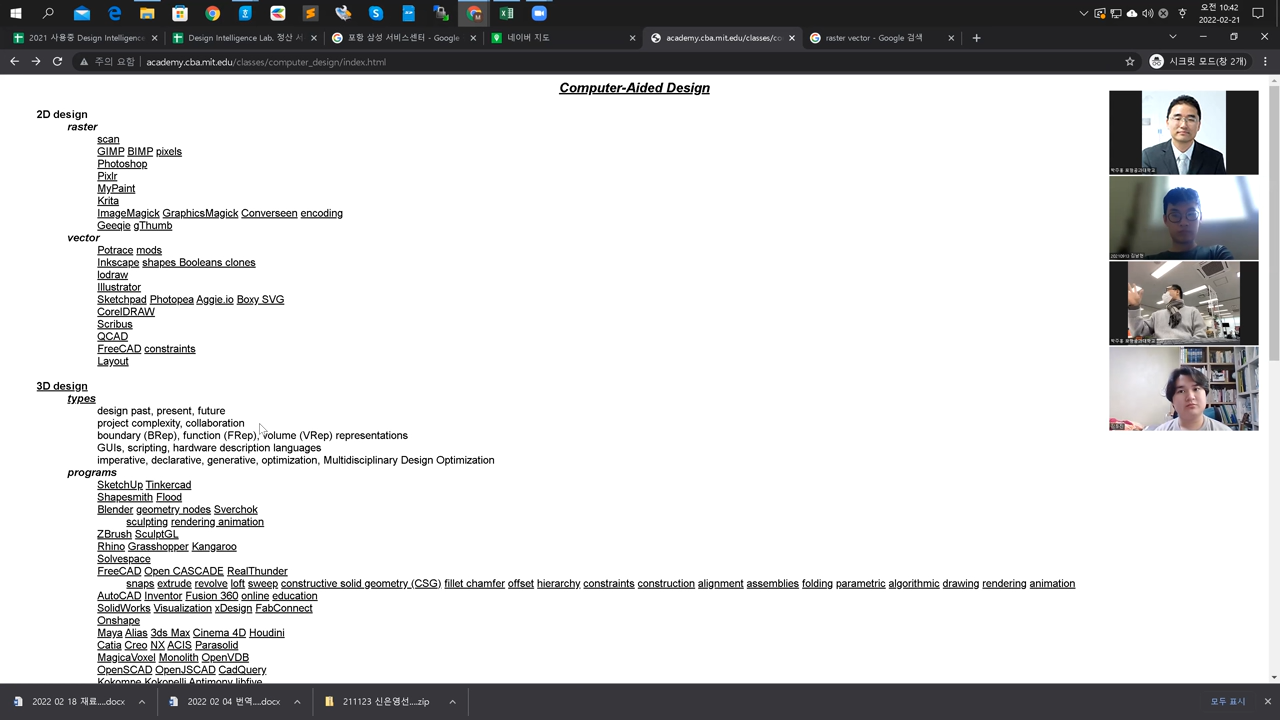 오전 10:42
2022-02-21
2021 사용중 Design Intelligence
Design Intelligence Lab. 정산 서
포항 삼성 서비스센터 - Google
네이버 지도
academy.cba.mit.edu/classes/co
raster vector - Google 검색
주의 요함
academy.cba.mit.edu/classes/computer_design/index.html
시크릿 모드(창 2개)
Computer-Aided Design
2D design
raster
scan
GIMP BIMP pixels
Photoshop
Pixlr
MyPaint
Krita
ImageMagick GraphicsMagick Converseen encoding
Geeqie gThumb
vector
Potrace mods
Inkscape shapes Booleans clones
lodraw
Illustrator
Sketchpad Photopea Aggie.io Boxy SVG
CorelDRAW
Scribus
QCAD
FreeCAD constraints
Layout
3D design
types
design past, present, future
project complexity, collaboration
boundary (BRep), function (FRep), volume (VRep) representations
GUIs, scripting, hardware description languages
imperative, declarative, generative, optimization, Multidisciplinary Design Optimization
programs
SketchUp Tinkercad
Shapesmith Flood
Blender geometry nodes Sverchok
sculpting rendering animation
ZBrush SculptGL
Rhino Grasshopper Kangaroo
Solvespace
FreeCAD Open CASCADE RealThunder
snaps extrude revolve loft sweep constructive solid geometry (CSG) fillet chamfer offset hierarchy constraints construction alignment assemblies folding parametric algorithmic drawing rendering animation
AutoCAD Inventor Fusion 360 online education
SolidWorks Visualization xDesign FabConnect
Onshape
Maya Alias 3ds Max Cinema 4D Houdini
Catia Creo NX ACIS Parasolid
MagicaVoxel Monolith OpenVDB
OpenSCAD OpenJSCAD CadQuery
Kokompe Kokopelli Antimony libfive
2022 02 18 재료....docx
2022 02 04 번역....docx
211123 신은영선....zip
모두 표시